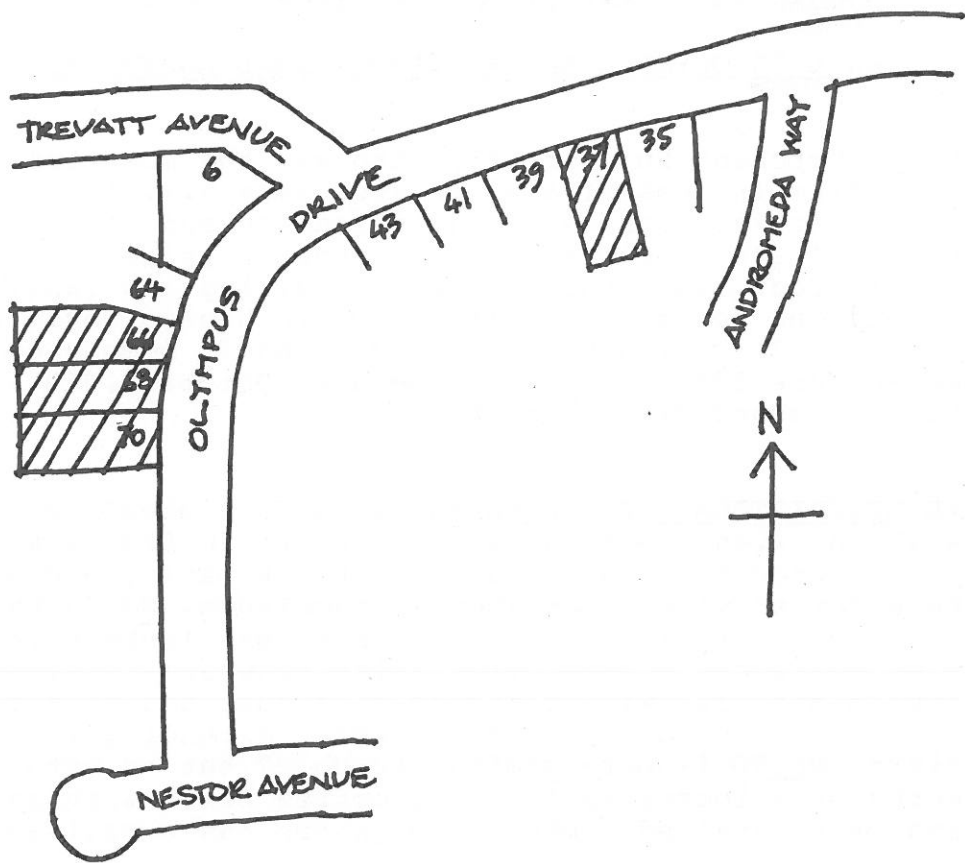 TREVATT AVENUE
6
DRIVE
43
41
39
37
35
ANDROMEDA WAY
64
66
68
70
OLYMPUS
N
NESTOR AVENUE